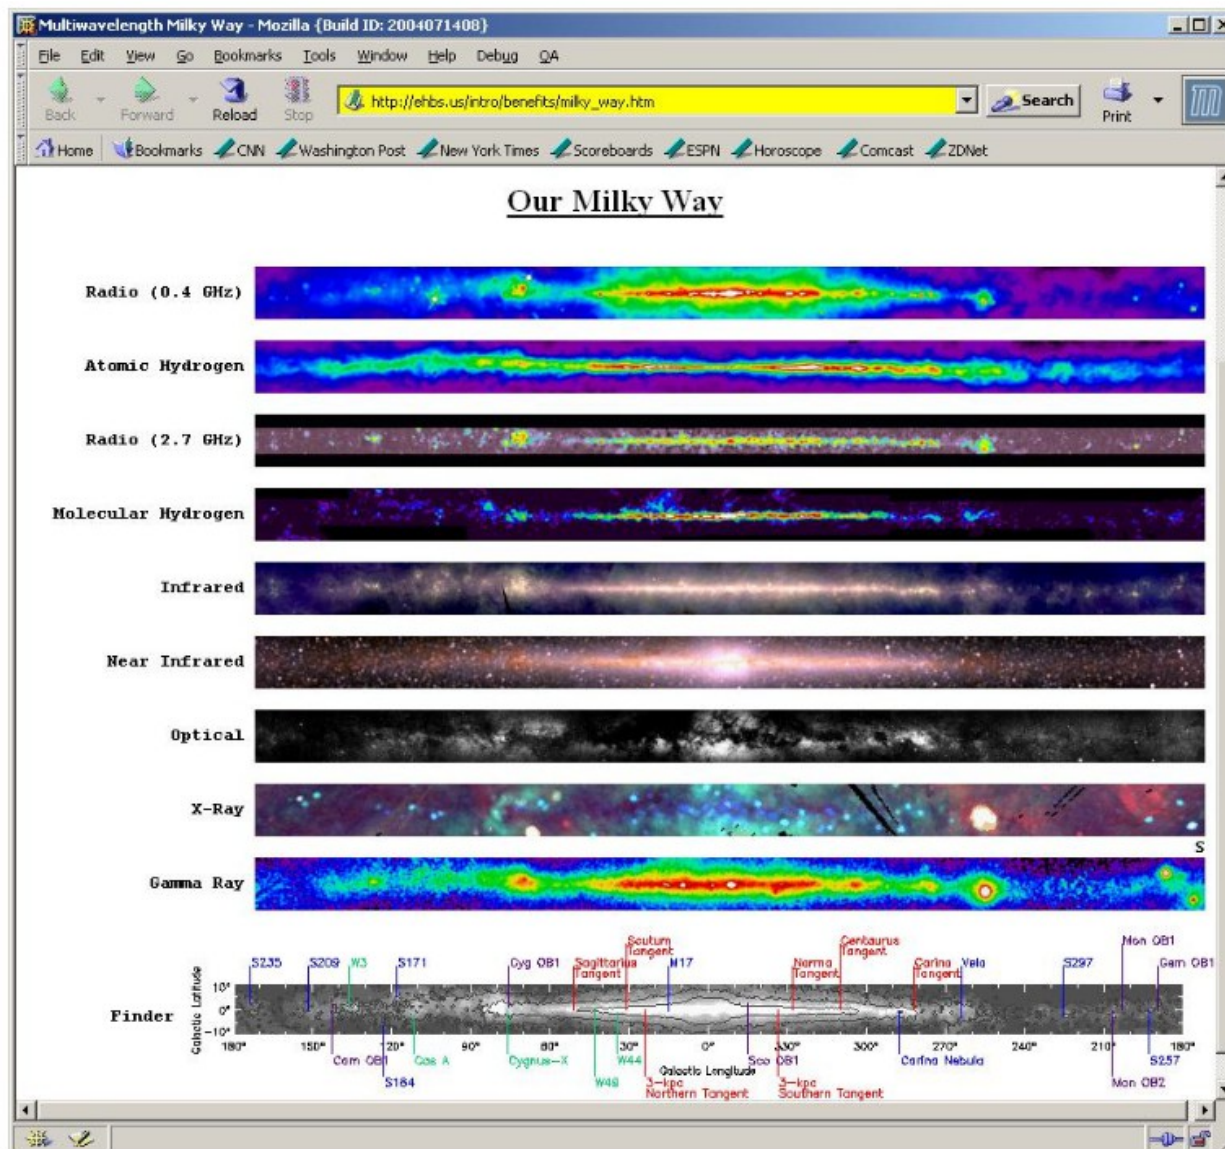 Multiwavelength Milky Way - Mozilla {Build ID: 2004071408}
File Edit View Go Bookmarks Tools Window Help Debug QA
Back Forward Reload Stop http://ehbs.us/intro/benefits/milky_way.htm Search Print
Home Bookmarks CNN Washington Post New York Times Scoreboards ESPN Horoscope Comcast ZDNet
Our Milky Way
Radio (0.4 GHz)
Atomic Hydrogen
Radio (2.7 GHz)
Molecular Hydrogen
Infrared
Near Infrared
Optical
X-Ray
S
Gamma Ray
Scutum Tangent Centaurus Tangent Mon OB1
S235 S209 W3 S171 Cyg OB1 Sagittarius Tangent M17 Norma Tangent Carina Tangent Vela S297 Gem OB1
Finder
Galactic Latitude
10°
0°
-10°
180° 150° 120° 90° 60° 30° 0° 330° 300° 270° 240° 210° 180°
Cam OB1 Cas A Cygnus-X W44 Sco OB1 Carina Nebula S257
Galactic Longitude
S184 W49 3-kpc Northern Tangent 3-kpc Southern Tangent Mon OB2